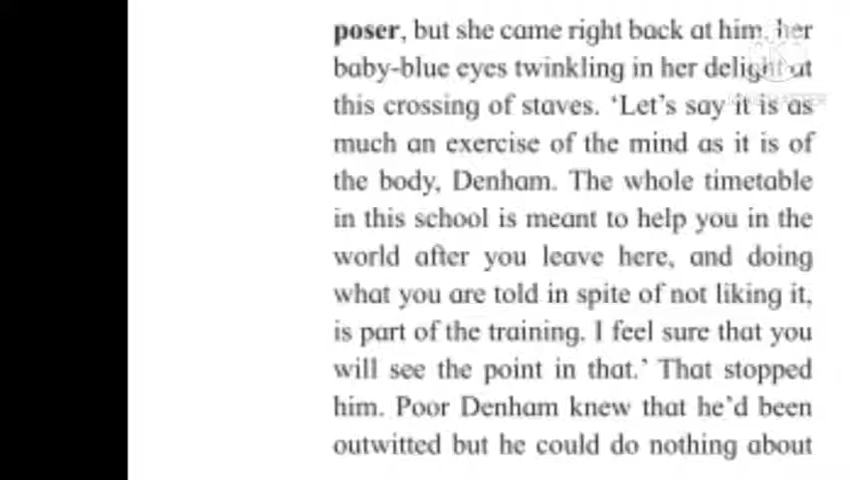 poser, but she came right back at him, her
baby-blue eyes twinkling in her delight at
this crossing of staves. ‘Let’s say it is as
much an exercise of the mind as it is of
the body, Denham. The whole timetable
in this school is meant to help you in the
world after you leave here, and doing
what you are told in spite of not liking it,
is part of the training. I feel sure that you
will see the point in that.’ That stopped
him. Poor Denham knew that he’d been
outwitted but he could do nothing about